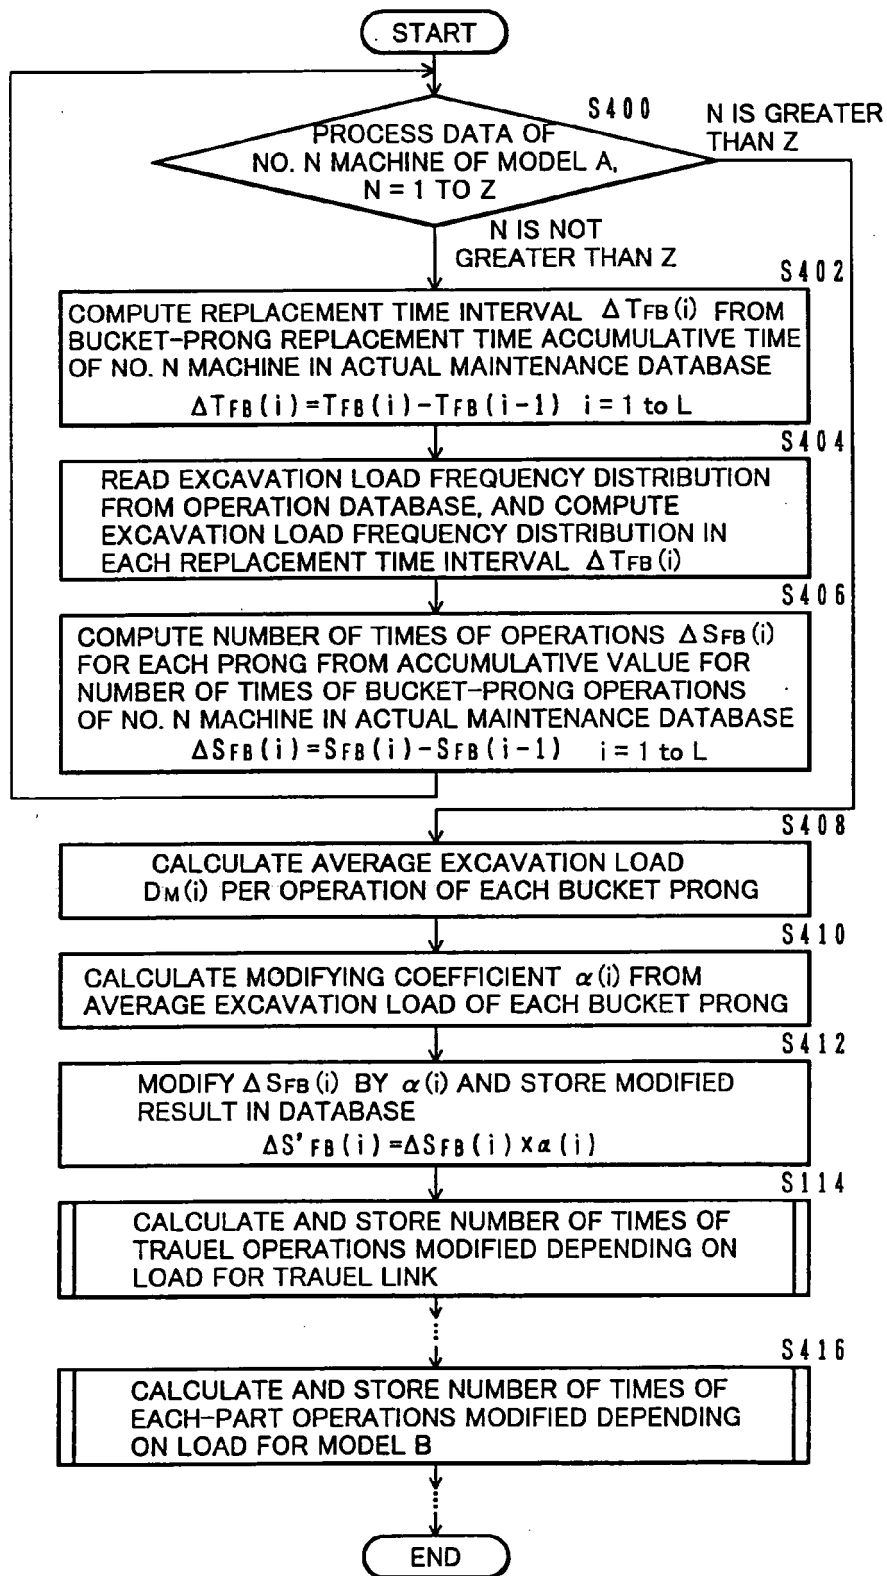 START
S400
PROCESS DATA OF
NO. N MACHINE OF MODEL A,
N = 1 TO Z
N IS GREATER
THAN Z
N IS NOT
GREATER THAN Z
S402
COMPUTE REPLACEMENT TIME INTERVAL ΔTFB(i) FROM
BUCKET-PRONG REPLACEMENT TIME ACCUMULATIVE TIME
OF NO. N MACHINE IN ACTUAL MAINTENANCE DATABASE
ΔTFB(i)=TFB(i)-TFB(i-1) i = 1 to L
S404
READ EXCAVATION LOAD FREQUENCY DISTRIBUTION
FROM OPERATION DATABASE, AND COMPUTE
EXCAVATION LOAD FREQUENCY DISTRIBUTION IN
EACH REPLACEMENT TIME INTERVAL ΔTFB(i)
S406
COMPUTE NUMBER OF TIMES OF OPERATIONS ΔSFB(i)
FOR EACH PRONG FROM ACCUMULATIVE VALUE FOR
NUMBER OF TIMES OF BUCKET-PRONG OPERATIONS
OF NO. N MACHINE IN ACTUAL MAINTENANCE DATABASE
ΔSFB(i)=SFB(i)-SFB(i-1) i = 1 to L
S408
CALCULATE AVERAGE EXCAVATION LOAD
DM(i) PER OPERATION OF EACH BUCKET PRONG
S410
CALCULATE MODIFYING COEFFICIENT α(i) FROM
AVERAGE EXCAVATION LOAD OF EACH BUCKET PRONG
S412
MODIFY ΔSFB(i) BY α(i) AND STORE MODIFIED
RESULT IN DATABASE
ΔS'FB(i)=ΔSFB(i)×α(i)
S114
CALCULATE AND STORE NUMBER OF TIMES OF
TRAUEL OPERATIONS MODIFIED DEPENDING ON
LOAD FOR TRAUEL LINK
S416
CALCULATE AND STORE NUMBER OF TIMES OF
EACH-PART OPERATIONS MODIFIED DEPENDING
ON LOAD FOR MODEL B
END